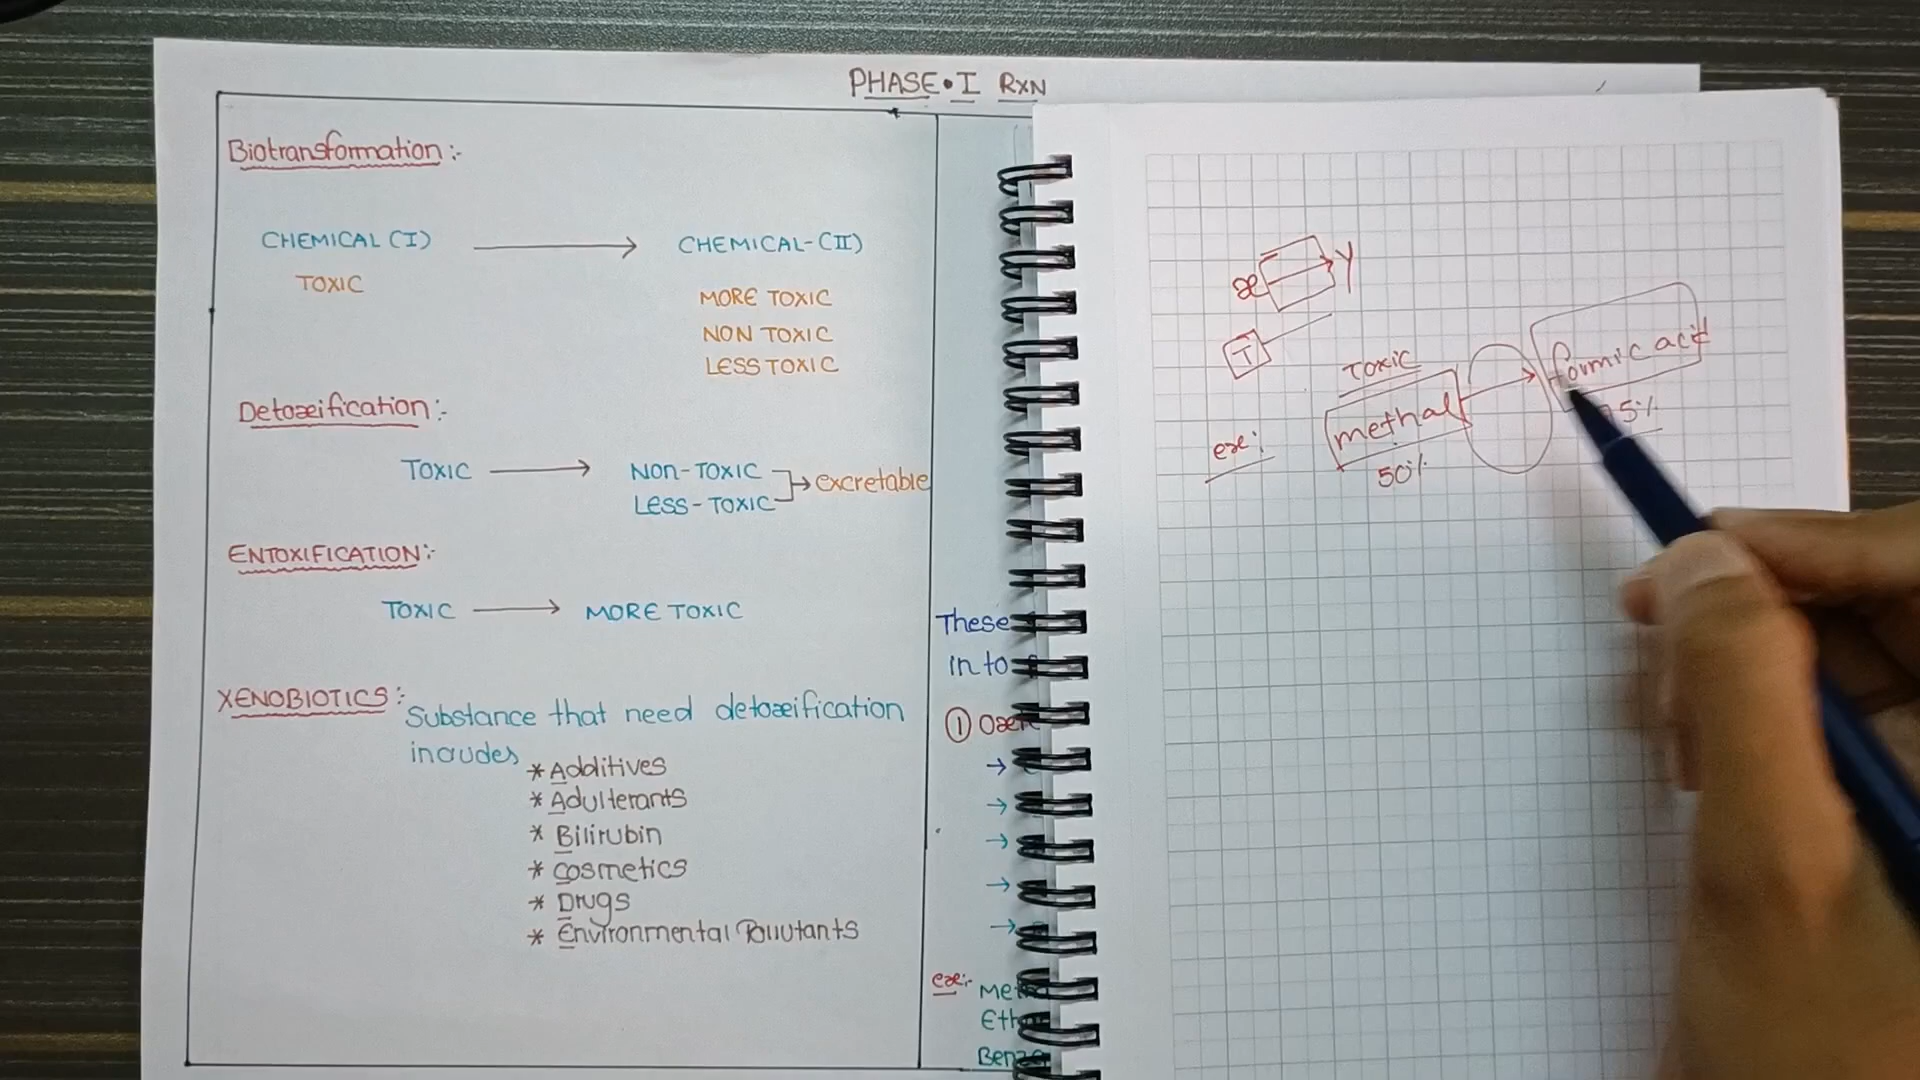 PHASE•I RXN
Biotransformation:-
CHEMICAL (I) → CHEMICAL-(II)
TOXIC
MORE TOXIC
NON TOXIC
LESS TOXIC
Detoxification:-
TOXIC → NON-TOXIC
LESS-TOXIC
→ excretable
ENTOXIFICATION:-
TOXIC → MORE TOXIC
XENOBIOTICS:-
Substance that need detoxification
incudes
* Additives
* Adulterants
* Bilirubin
* Cosmetics
* Drugs
* Environmental Pollutants
These
in to
①
→
→
→
→
→
ex:-
x → y
T
Toxic
ex: methal → formic acid
50%
5%